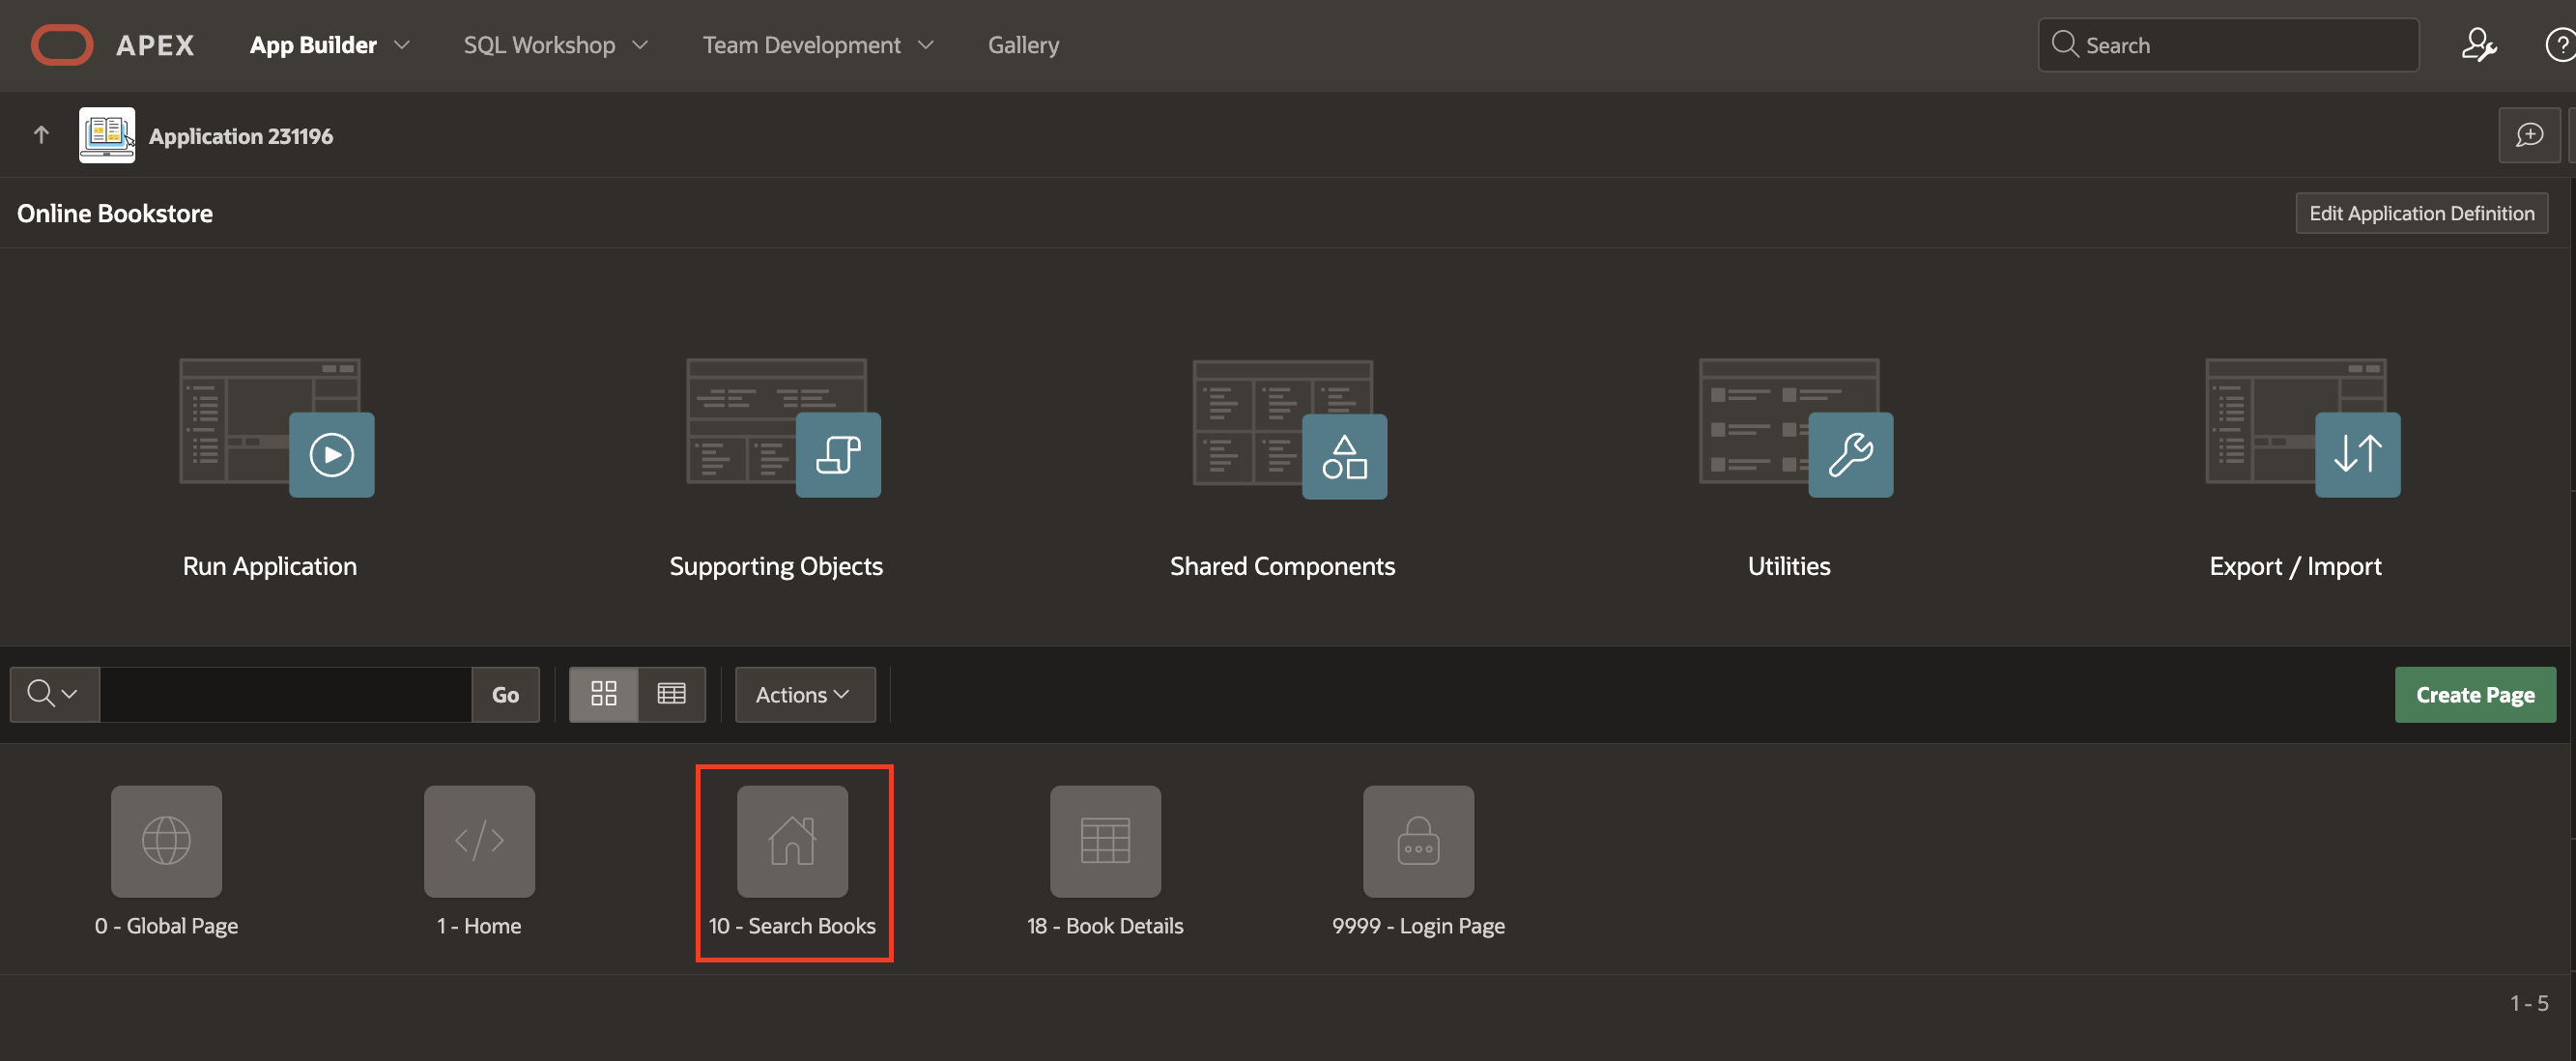 APEX App Builder SQL Workshop Team Development Gallery Search
Application 231196
Online Bookstore Edit Application Definition
Run Application Supporting Objects Shared Components Utilities Export / Import
Go Actions Create Page
0 - Global Page 1 - Home 10 - Search Books 18 - Book Details 9999 - Login Page
1 - 5